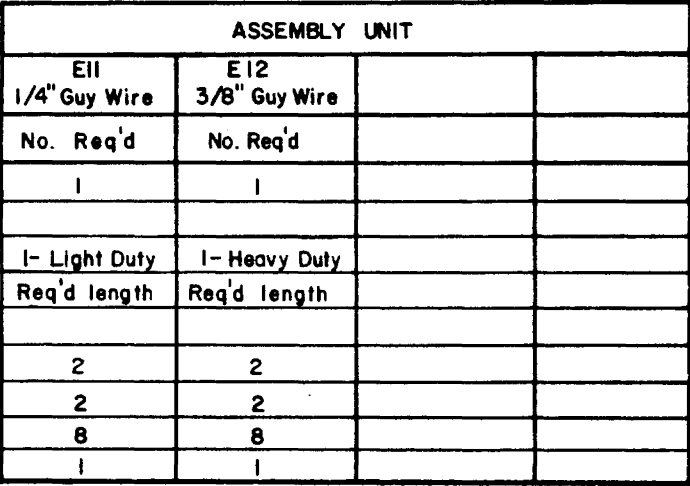 ASSEMBLY UNIT
E11 E12
1/4" Guy Wire 3/8" Guy Wire
No. Req'd No. Req'd
1 1
1- Light Duty 1- Heavy Duty
Req'd length Req'd length
2 2
2 2
8 8
1 1